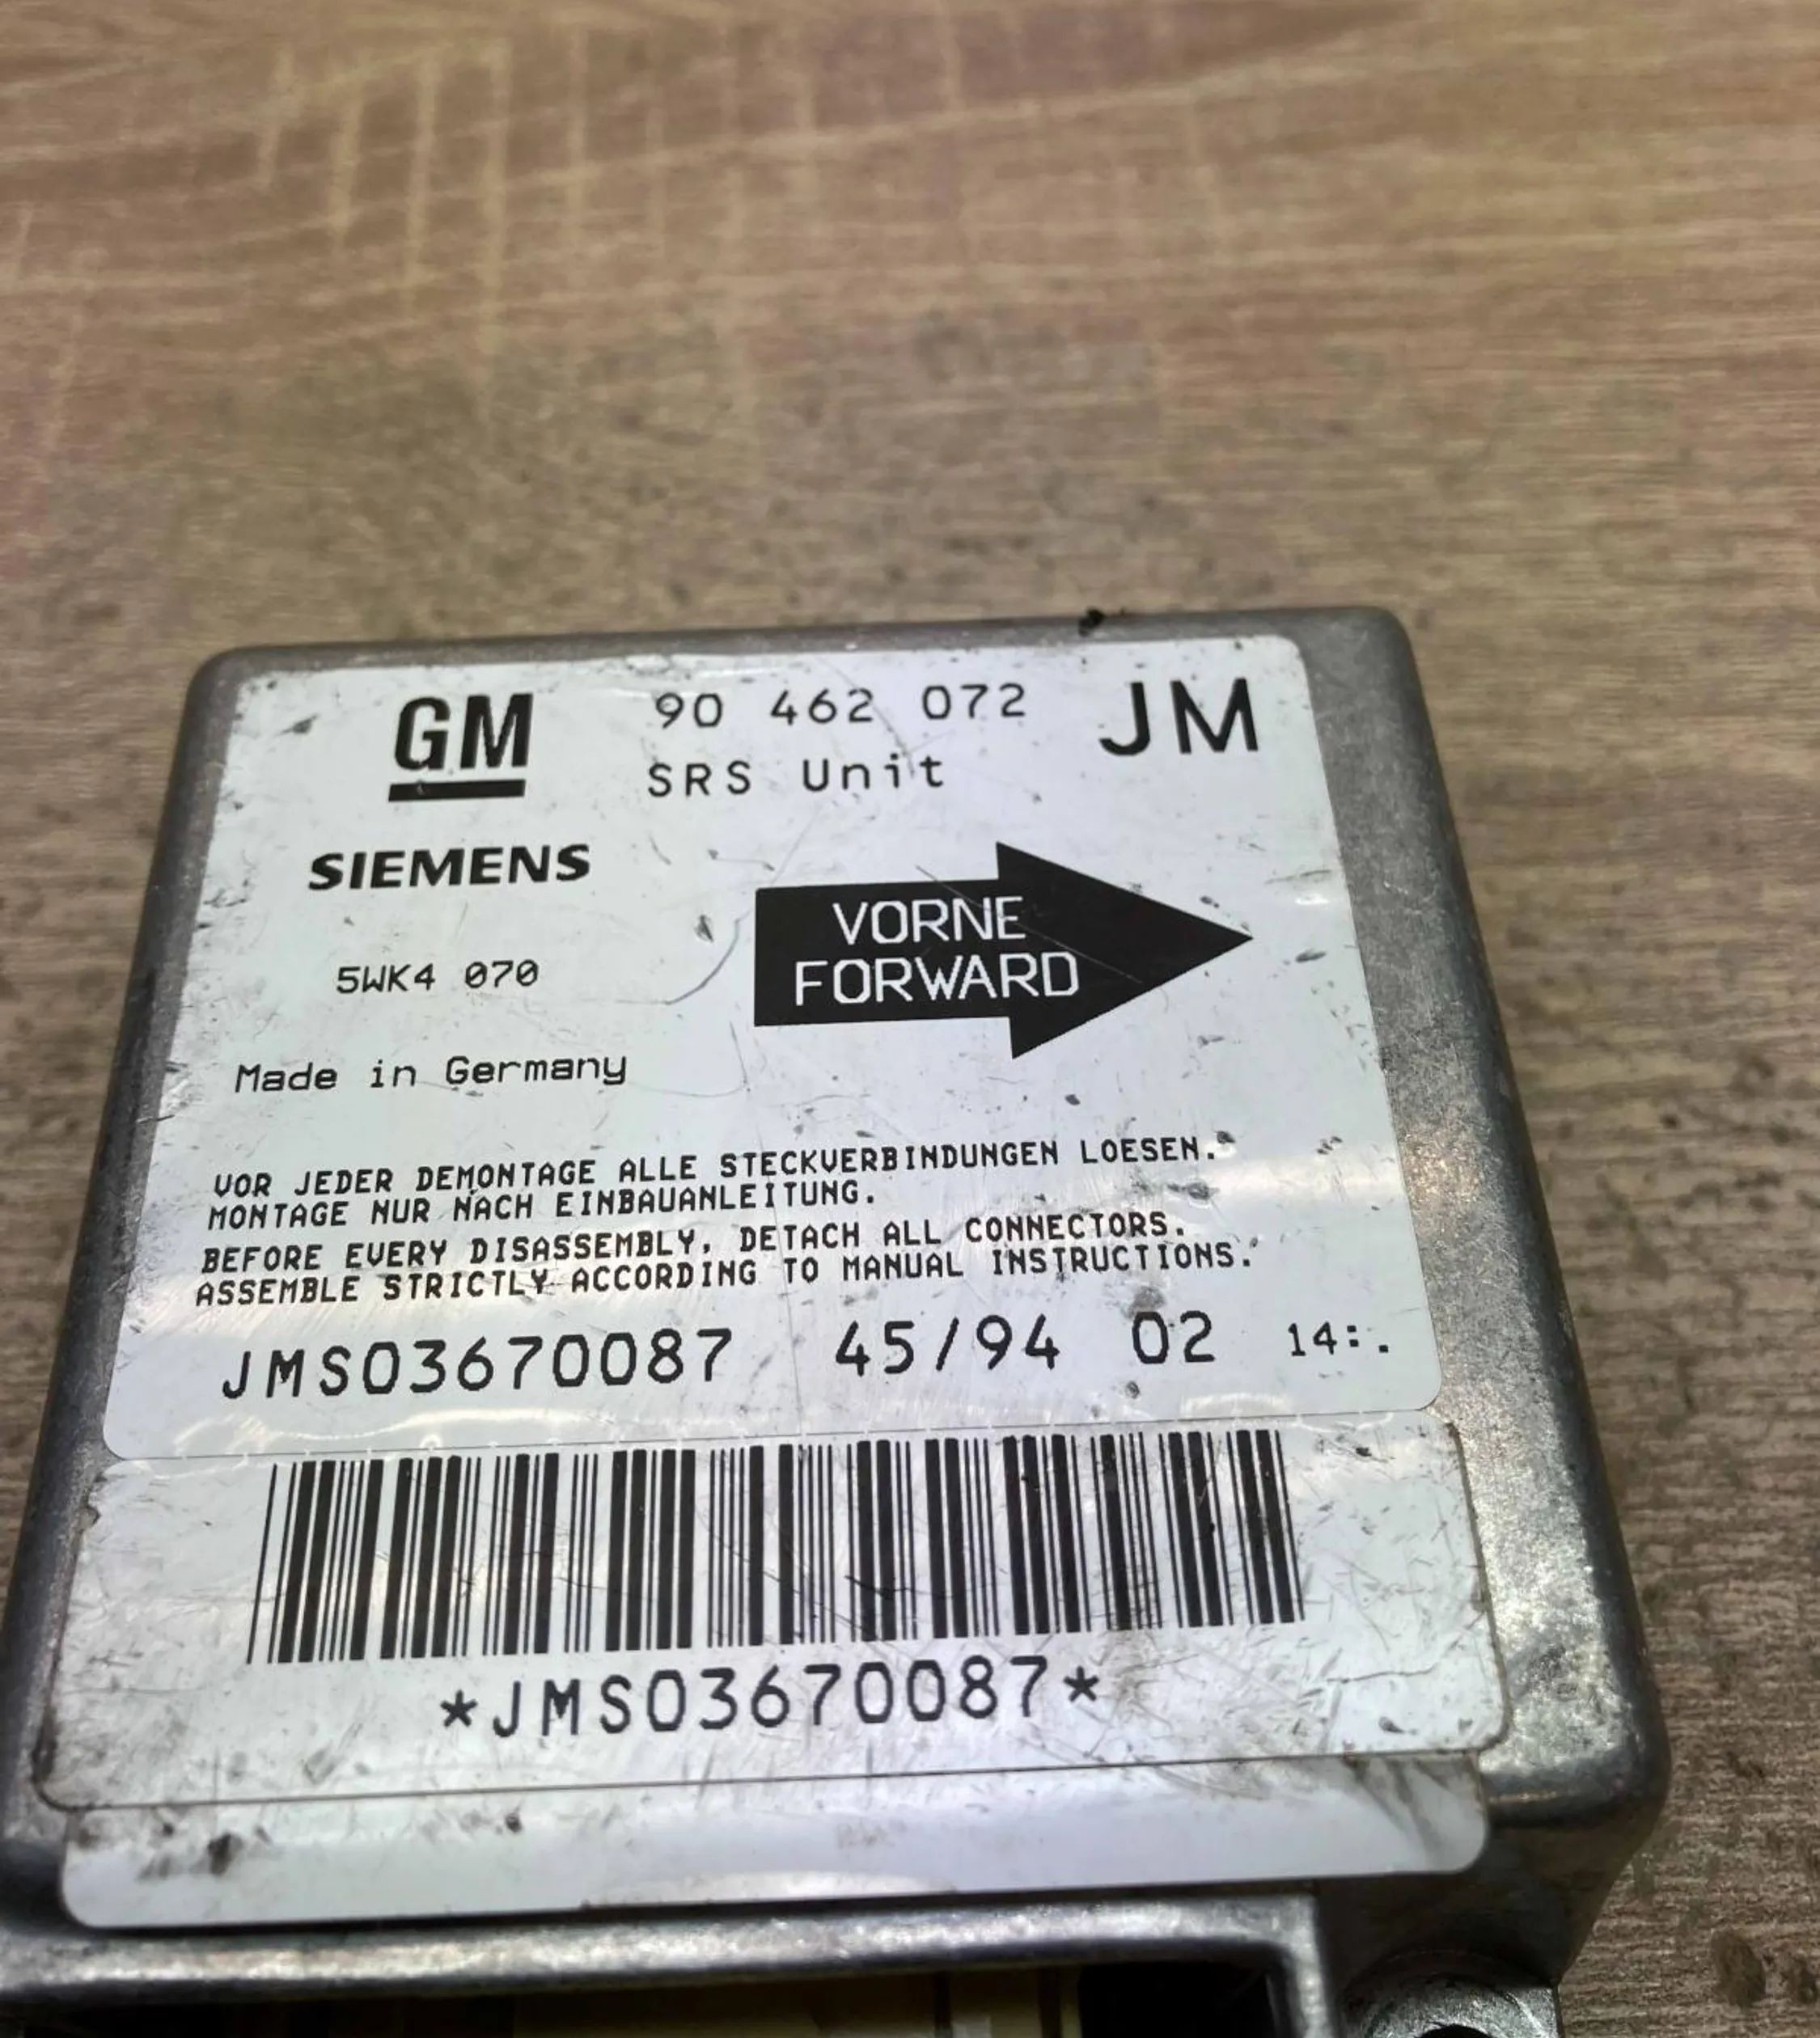 GM 90 462 072 JM
SRS Unit
SIEMENS
VORNE
FORWARD
5WK4 070
Made in Germany
VOR JEDER DEMONTAGE ALLE STECKVERBINDUNGEN LOESEN.
MONTAGE NUR NACH EINBAUANLEITUNG.
BEFORE EVERY DISASSEMBLY, DETACH ALL CONNECTORS.
ASSEMBLE STRICTLY ACCORDING TO MANUAL INSTRUCTIONS.
JMS03670087 45/94 02 14:.
*JMS03670087*